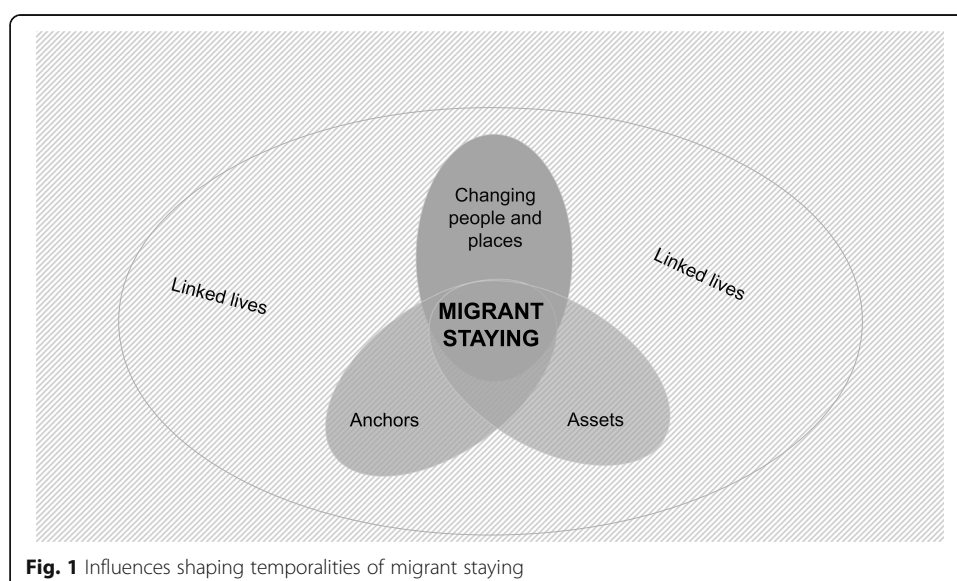 Changing
people and
places
Linked lives
Linked lives
MIGRANT
STAYING
Anchors
Assets
Fig. 1 Influences shaping temporalities of migrant staying